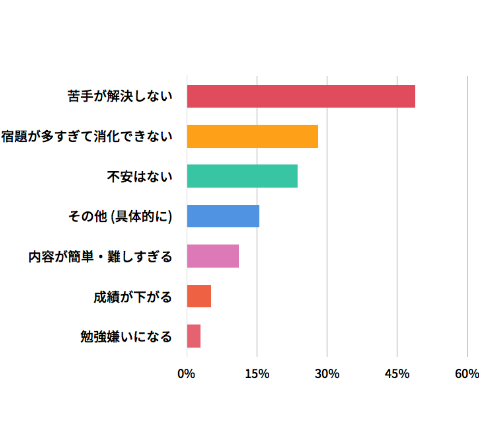 苦手が解決しない
宿題が多すぎて消化できない
不安はない
その他 (具体的に)
内容が簡単・難しすぎる
成績が下がる
勉強嫌いになる
0% 15% 30% 45% 60%